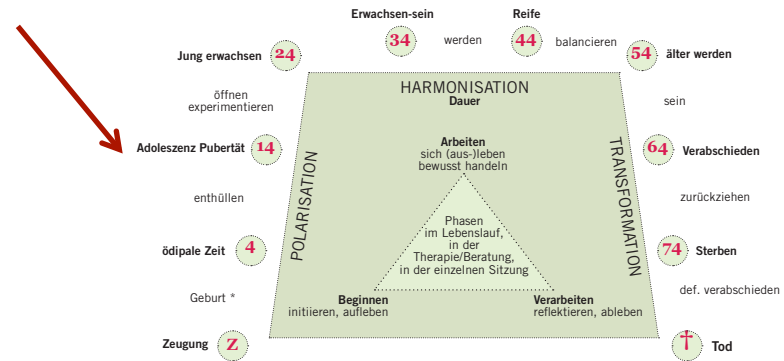 Erwachsen-sein
Reife
34
werden
44
balancieren
Jung erwachsen
24
54
älter werden
öffnen
experimentieren
HARMONISATION
Dauer
sein
Adoleszenz Pubertät
14
POLARISATION
Arbeiten
sich (aus-)leben
bewusst handeln
TRANSFORMATION
64
Verabschieden
enthüllen
zurückziehen
Phasen
im Lebenslauf,
in der
Therapie/Beratung,
in der einzelnen Sitzung
ödipale Zeit
4
74
Sterben
Geburt *
Beginnen
initiieren, aufleben
Verarbeiten
reflektieren, ableben
def. verabschieden
Zeugung
Z
†
Tod